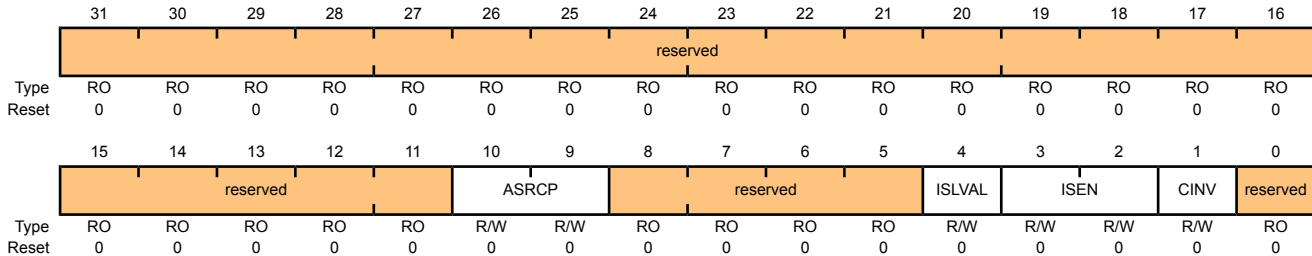 31 30 29 28 27 26 25 24 23 22 21 20 19 18 17 16
reserved
Type RO RO RO RO RO RO RO RO RO RO RO RO RO RO RO RO
Reset 0 0 0 0 0 0 0 0 0 0 0 0 0 0 0 0
15 14 13 12 11 10 9 8 7 6 5 4 3 2 1 0
reserved ASRCP reserved ISLVAL ISEN CINV reserved
Type RO RO RO RO RO R/W R/W RO RO RO RO R/W R/W R/W R/W RO
Reset 0 0 0 0 0 0 0 0 0 0 0 0 0 0 0 0